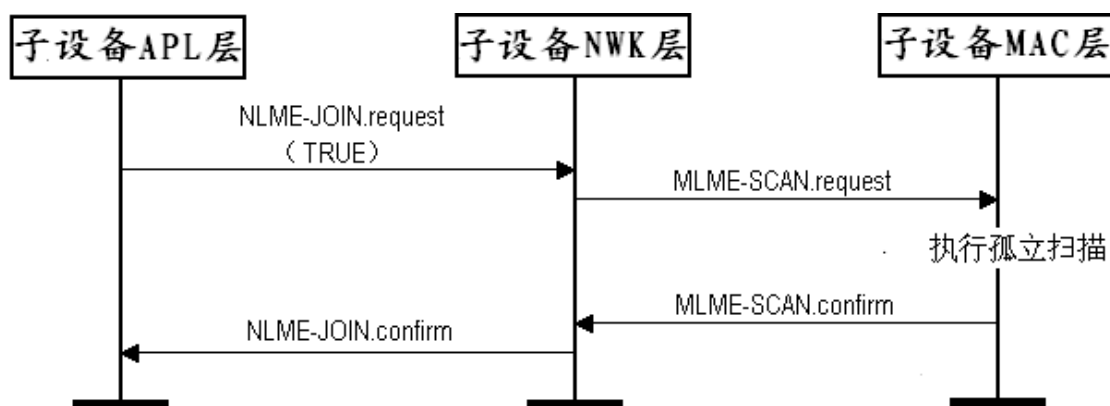 子设备APL层
子设备NWK层
子设备MAC层
NLME-JOIN.request
（TRUE）
MLME-SCAN.request
执行孤立扫描
MLME-SCAN.confirm
NLME-JOIN.confirm